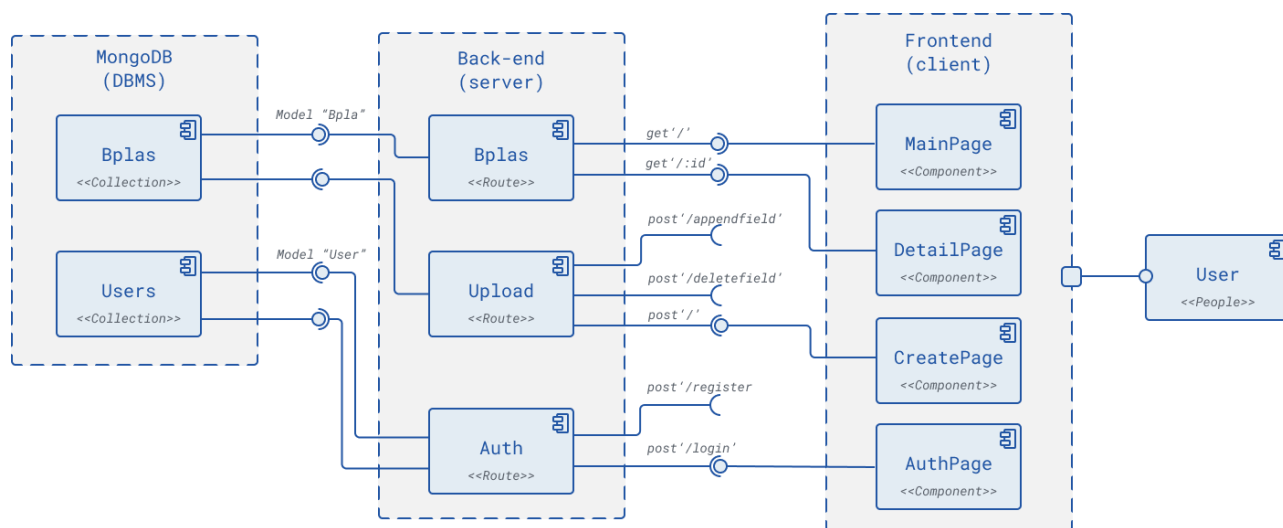 MongoDB
(DBMS)
Bplas
<<Collection>>
Users
<<Collection>>
Model “Bpla”
Model “User”
Back-end
(server)
Bplas
<<Route>>
Upload
<<Route>>
Auth
<<Route>>
get‘/’
get‘/:id’
post‘/appendfield’
post‘/deletefield’
post‘/’
post‘/register
post‘/login’
Frontend
(client)
MainPage
<<Component>>
DetailPage
<<Component>>
CreatePage
<<Component>>
AuthPage
<<Component>>
User
<<People>>